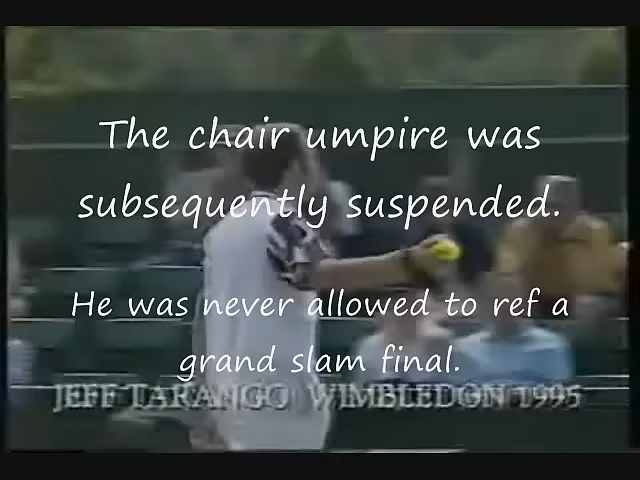 The chair umpire was
subsequently suspended.
He was never allowed to ref a
grand slam final.
JEFF TARANGO WIMBLEDON 1995